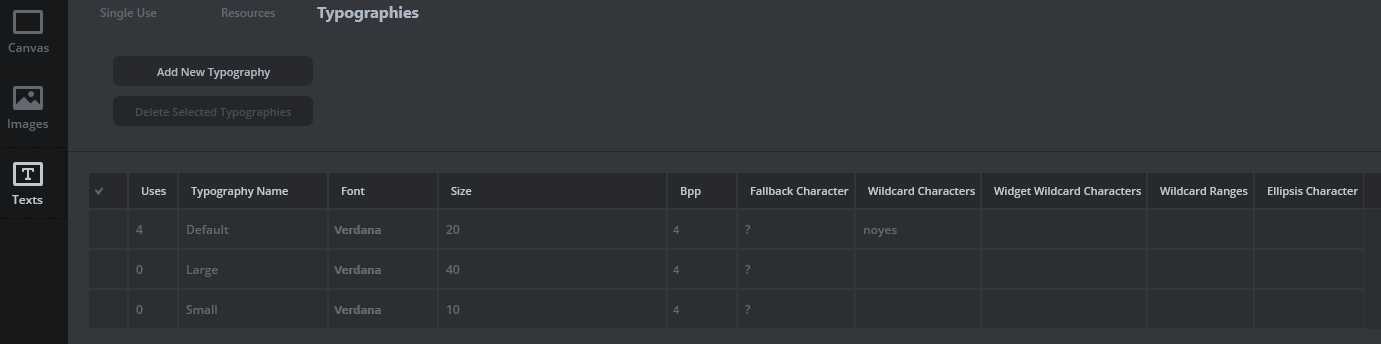 Single Use Resources Typographies
Canvas
Add New Typography
Delete Selected Typographies
Images
Texts
Uses Typography Name Font Size Bpp Fallback Character Wildcard Characters Widget Wildcard Characters Wildcard Ranges Ellipsis Character
4 Default Verdana 20 4 ? noyes
0 Large Verdana 40 4 ?
0 Small Verdana 10 4 ?